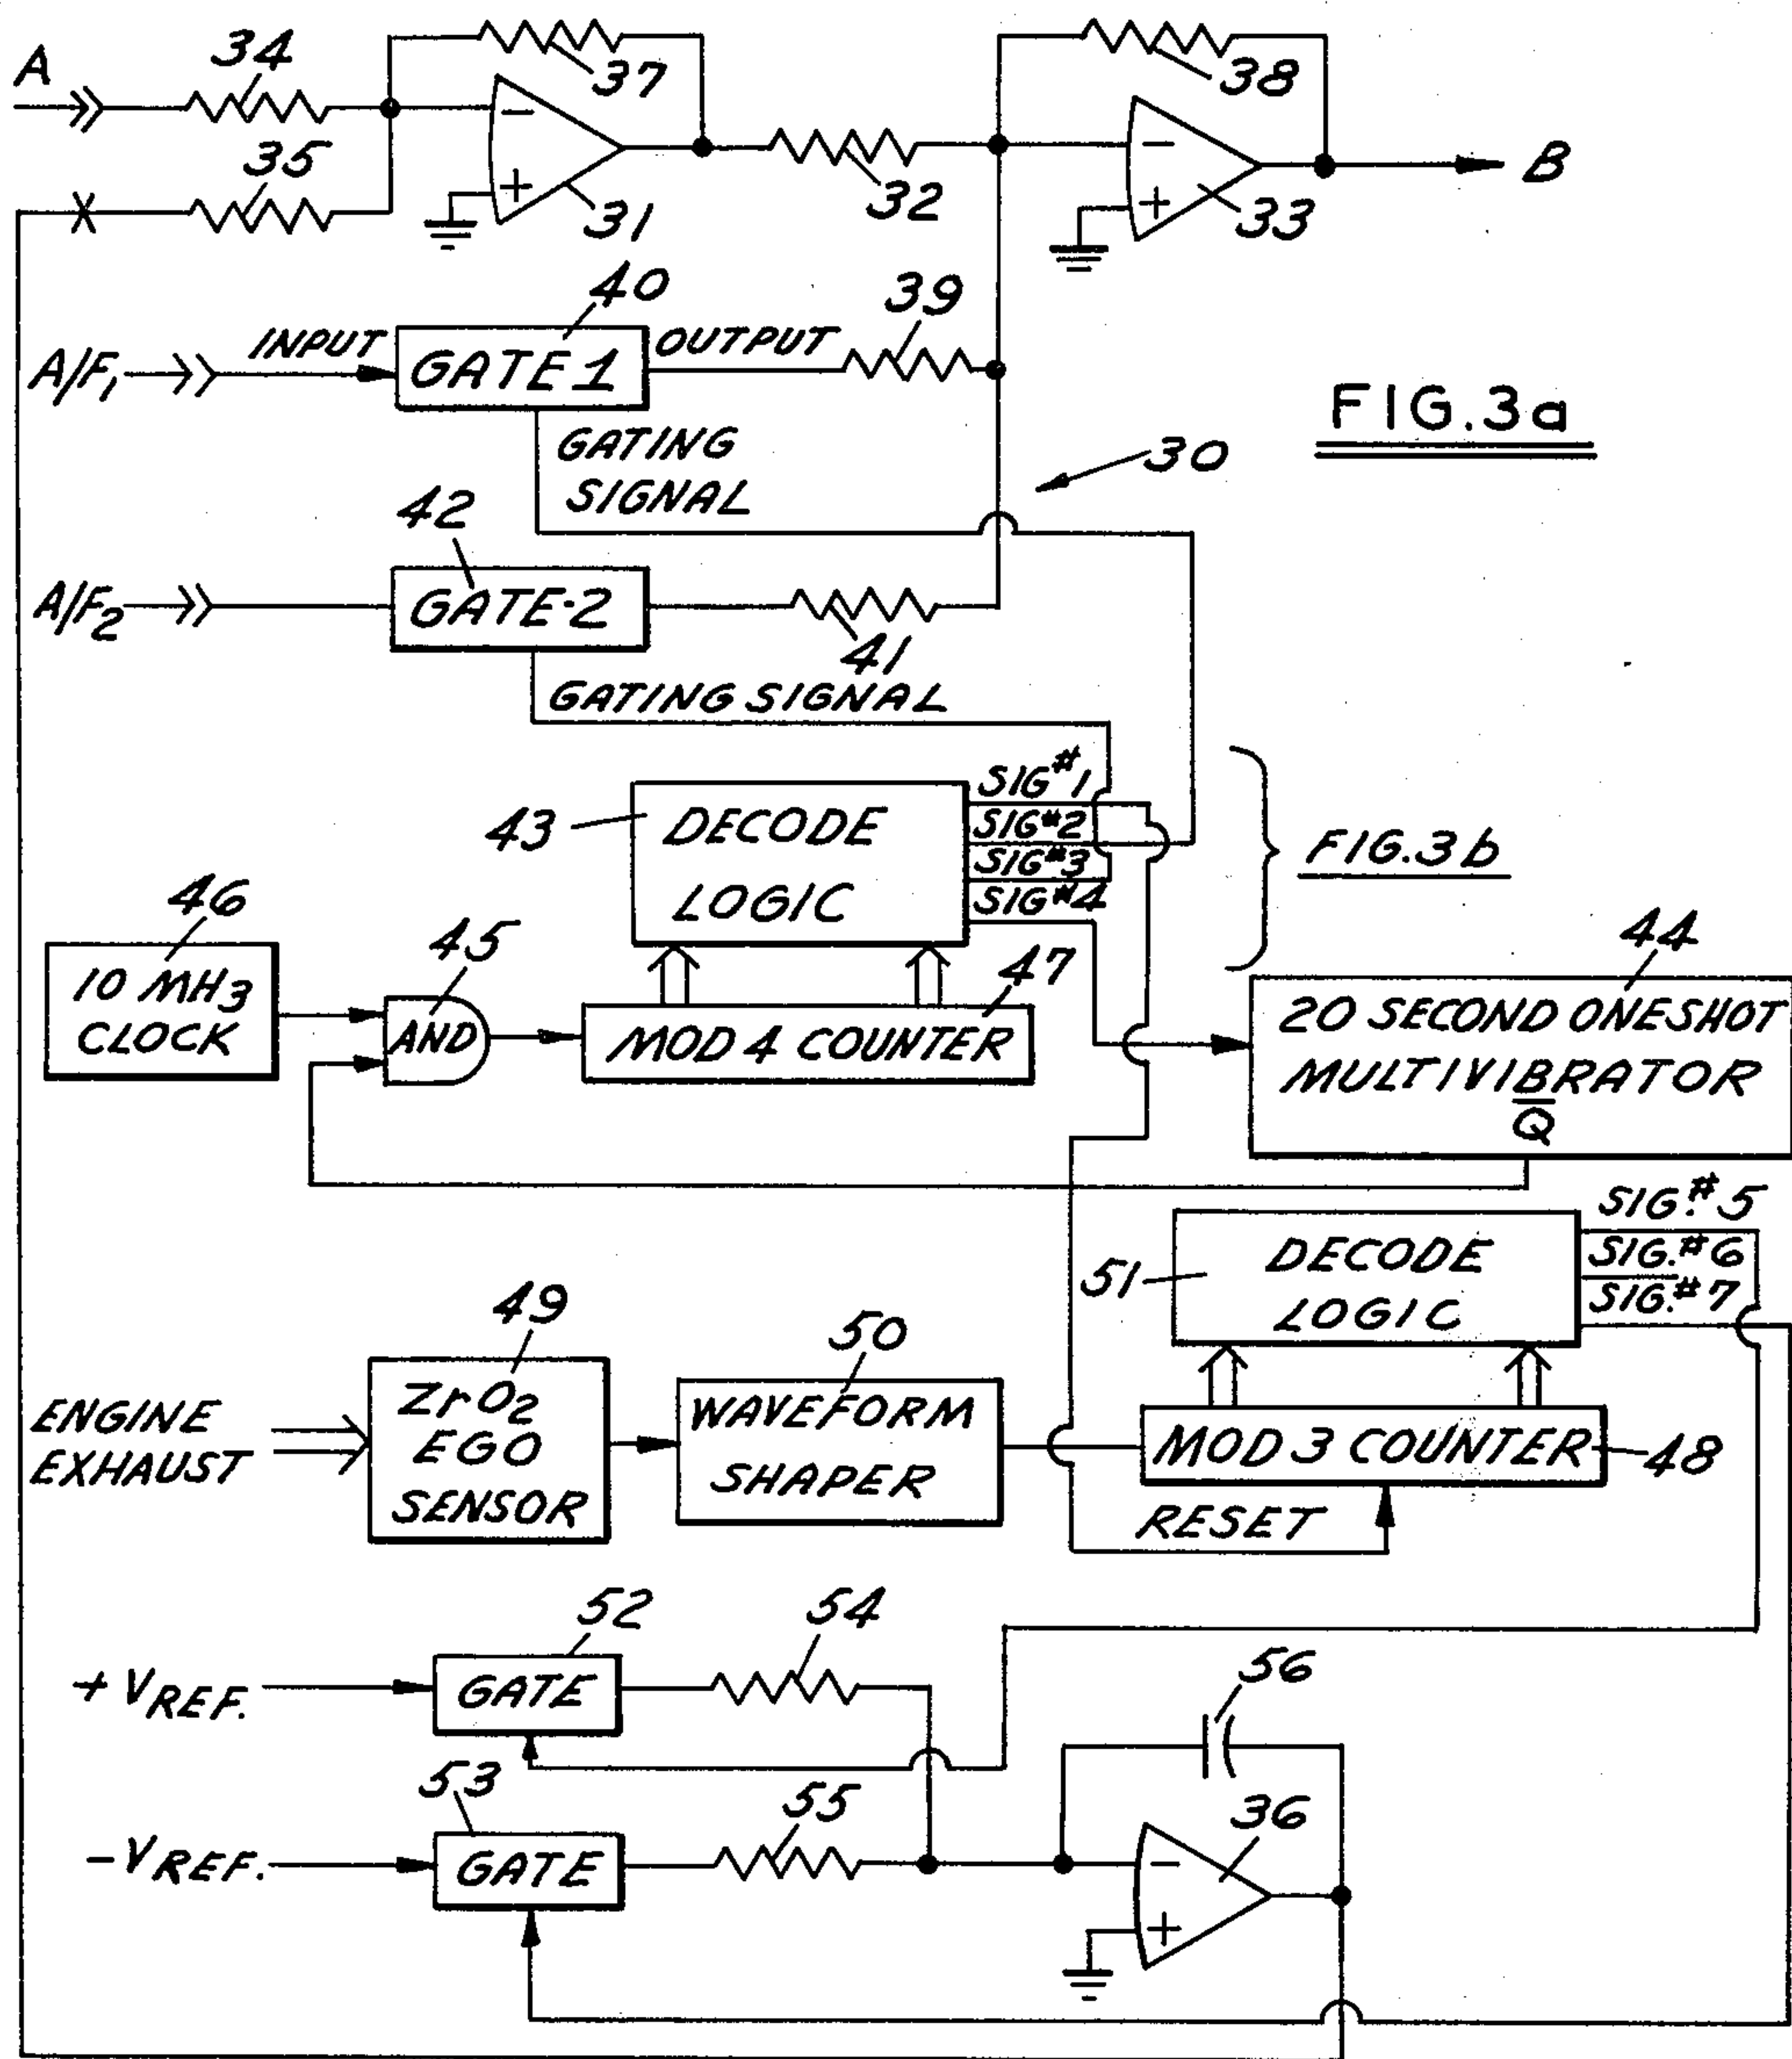 A
34
37
38
35
31
32
33
B
40
39
A/F1
INPUT
GATE 1
OUTPUT
FIG.3a
GATING
SIGNAL
30
42
A/F2
GATE-2
41
GATING SIGNAL
43
DECODE
LOGIC
SIG#1
SIG#2
SIG#3
SIG#4
FIG.3b
46
45
47
44
10 MH3
CLOCK
AND
MOD 4 COUNTER
20 SECOND ONESHOT
MULTIVIBRATOR
Q̅
SIG.#5
SIG.#6
SIG.#7
51
DECODE
LOGIC
49
50
ENGINE
EXHAUST
ZrO2
EGO
SENSOR
WAVEFORM
SHAPER
MOD 3 COUNTER
48
RESET
52
54
56
+VREF.
GATE
53
55
36
-VREF.
GATE